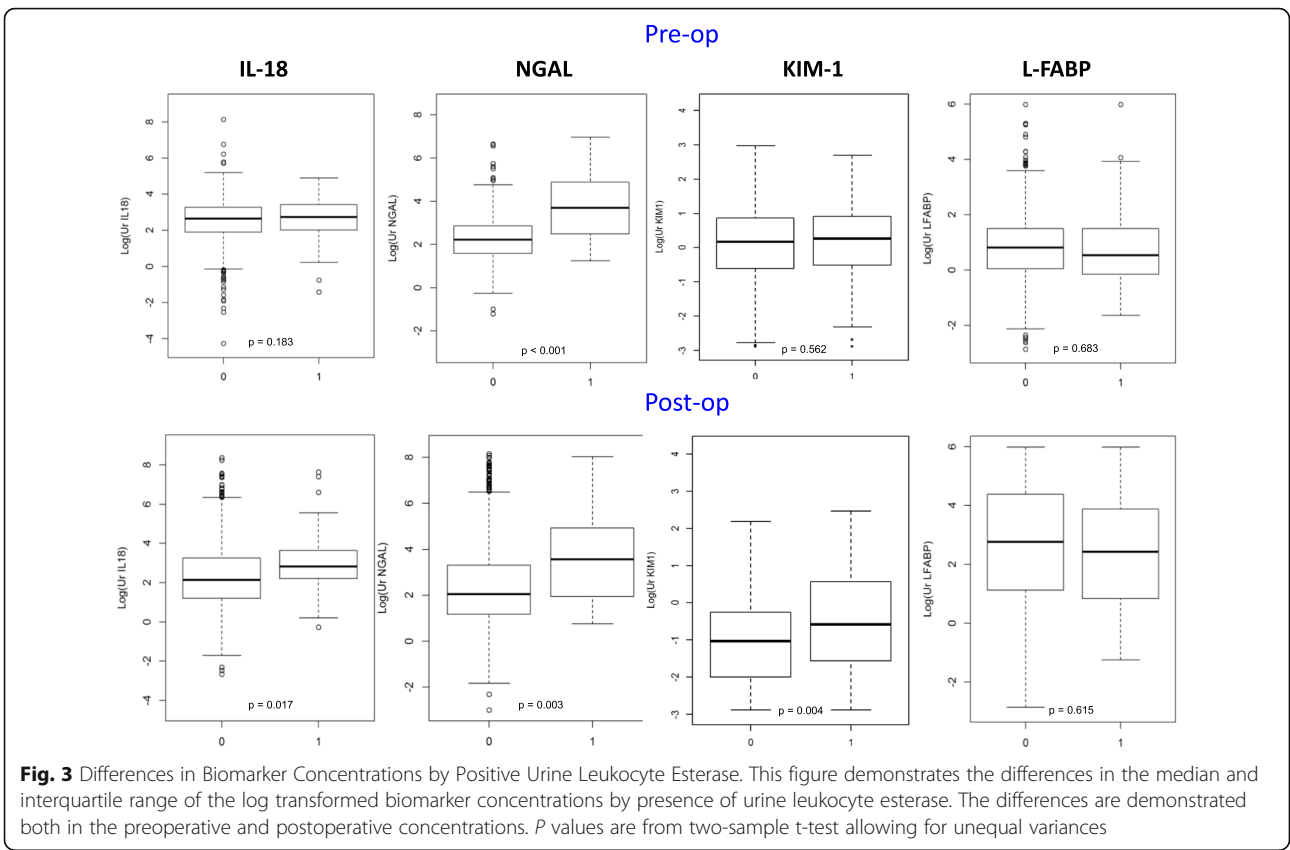 Pre-op
IL-18 NGAL KIM-1 L-FABP
Log(Ur IL18)
8
6
4
2
0
-2
-4
p = 0.183
0 1
Log(Ur NGAL)
8
6
4
2
0
-2
p < 0.001
0 1
Log(Ur KIM1)
4
3
2
1
0
-1
-2
-3
p = 0.562
0 1
Log(Ur LFABP)
6
4
2
0
-2
p = 0.683
0 1
Post-op
Log(Ur IL18)
8
6
4
2
0
-2
-4
p = 0.017
0 1
Log(Ur NGAL)
8
6
4
2
0
-2
p = 0.003
0 1
Log(Ur KIM1)
4
3
2
1
0
-1
-2
-3
p = 0.004
0 1
Log(Ur LFABP)
6
4
2
0
-2
p = 0.615
0 1
Fig. 3 Differences in Biomarker Concentrations by Positive Urine Leukocyte Esterase. This figure demonstrates the differences in the median and
interquartile range of the log transformed biomarker concentrations by presence of urine leukocyte esterase. The differences are demonstrated
both in the preoperative and postoperative concentrations. P values are from two-sample t-test allowing for unequal variances